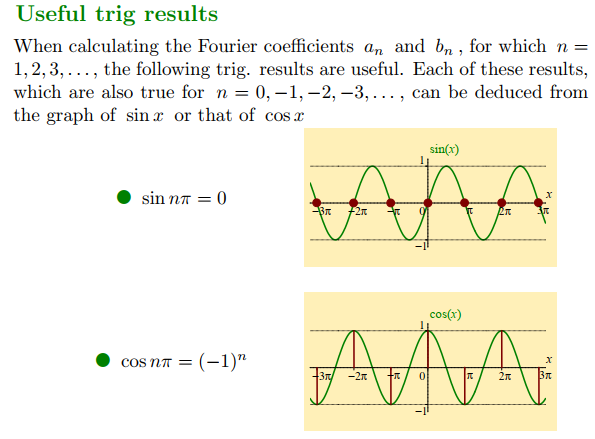 Useful trig results
When calculating the Fourier coefficients aₙ and bₙ , for which n =
1, 2, 3, . . . , the following trig. results are useful. Each of these results,
which are also true for n = 0, −1, −2, −3, . . . , can be deduced from
the graph of sin x or that of cos x
sin(x)
1
sin nπ = 0
x
−3π −2π −π 0 π 2π 3π
−1
cos(x)
1
cos nπ = (−1)ⁿ
x
−3π −2π −π 0 π 2π 3π
−1